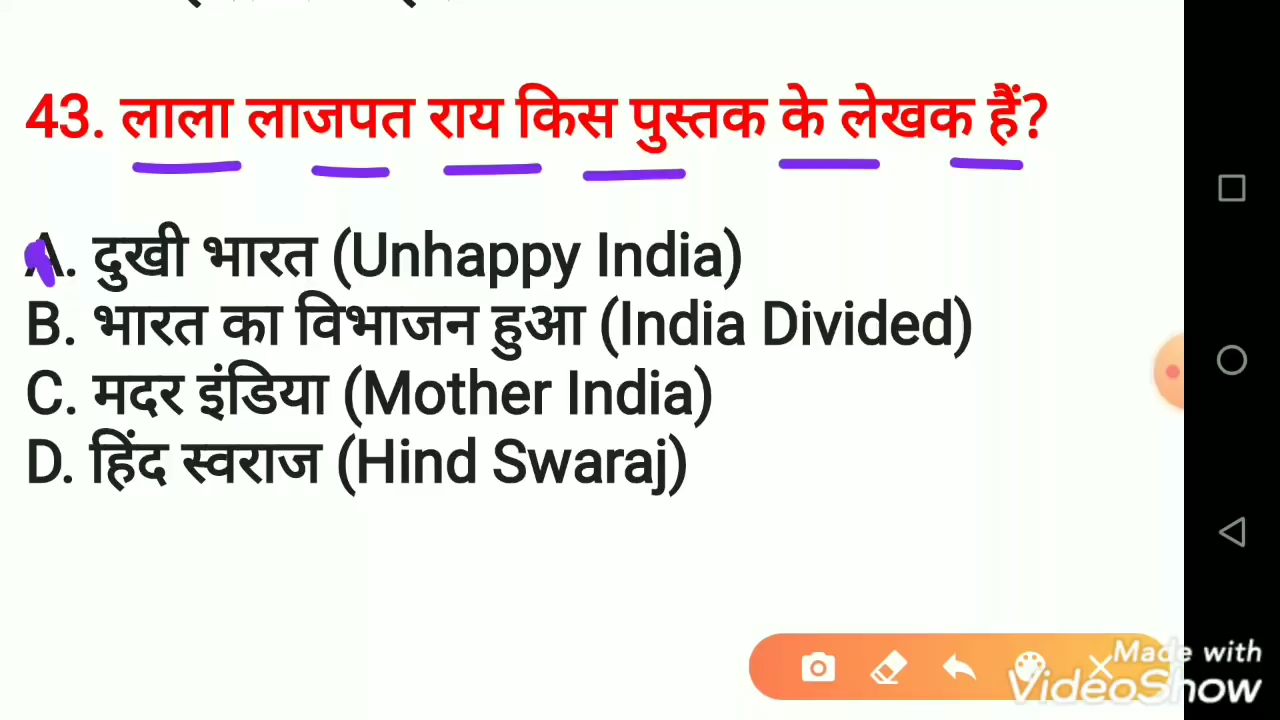 43. लाला लाजपत राय किस पुस्तक के लेखक हैं?
A. दुखी भारत (Unhappy India)
B. भारत का विभाजन हुआ (India Divided)
C. मदर इंडिया (Mother India)
D. हिंद स्वराज (Hind Swaraj)
Made with
VideoShow